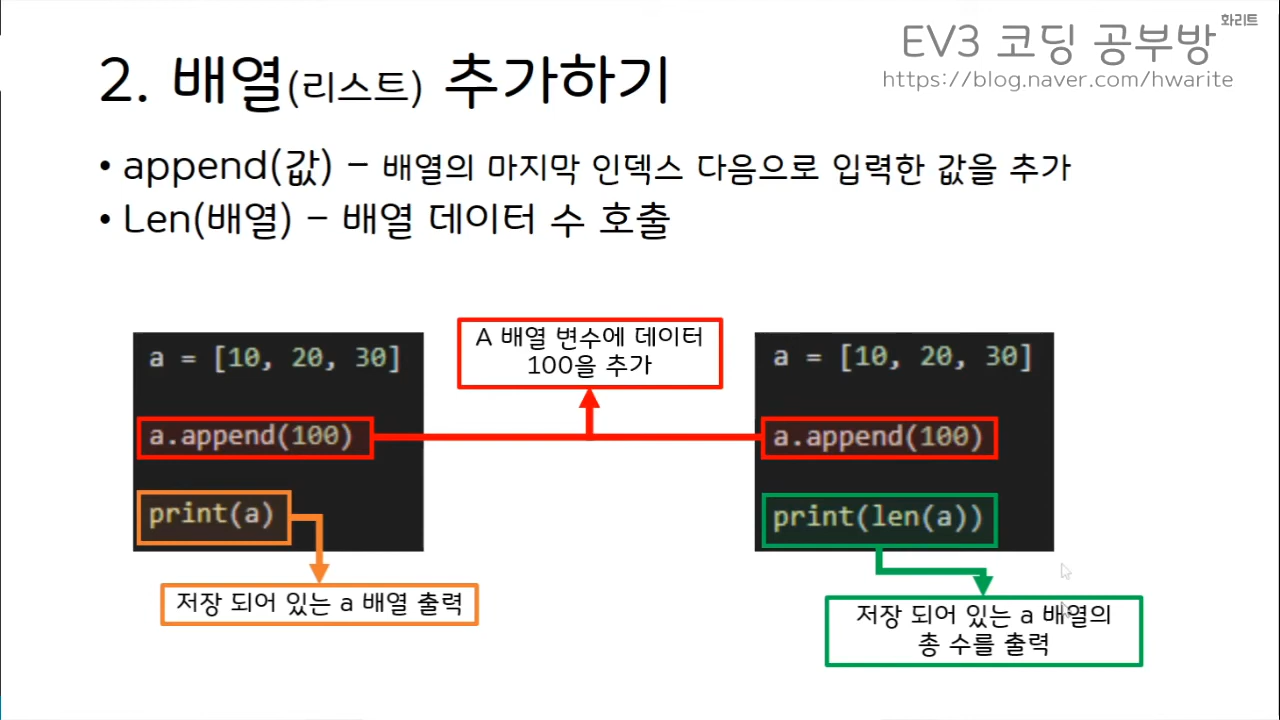 화리트
EV3 코딩 공부방
https://blog.naver.com/hwarite
2. 배열(리스트) 추가하기
• append(값) – 배열의 마지막 인덱스 다음으로 입력한 값을 추가
• Len(배열) – 배열 데이터 수 호출
a = [10, 20, 30]
a.append(100)
print(a)
A 배열 변수에 데이터
100을 추가
a = [10, 20, 30]
a.append(100)
print(len(a))
저장 되어 있는 a 배열 출력
저장 되어 있는 a 배열의
총 수를 출력